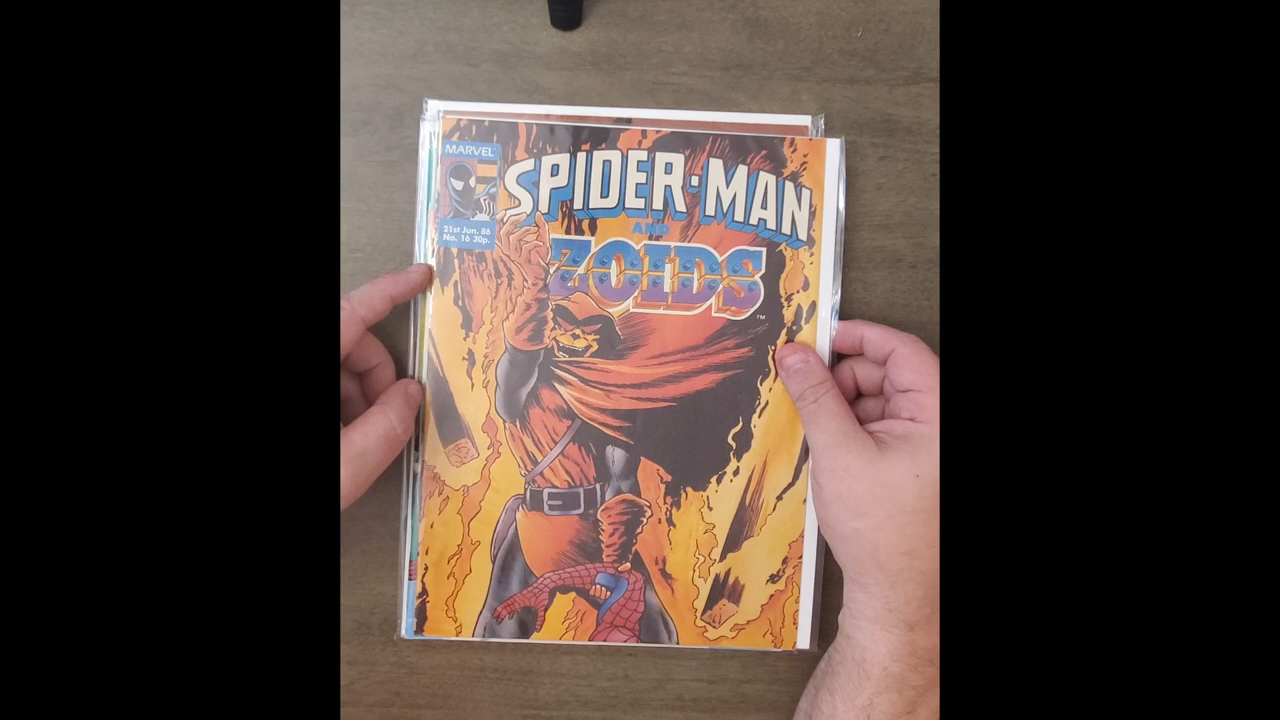 MARVEL
21st Jun. 86
No. 16 30p.
SPIDER-MAN
AND
ZOIDS
TM